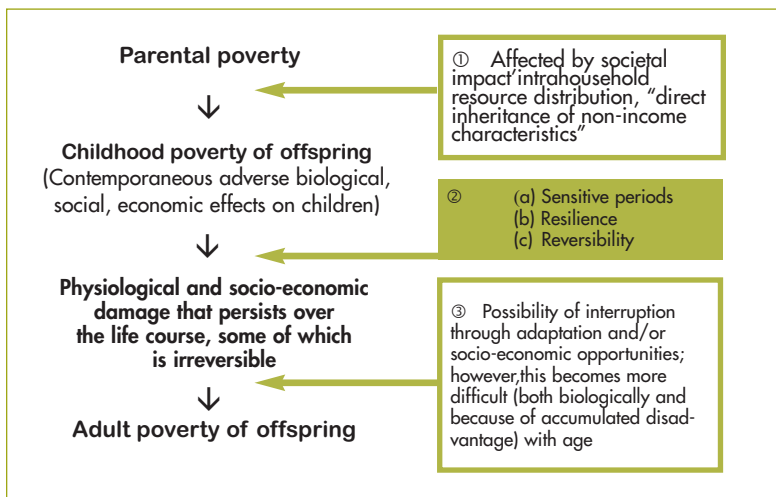 Parental poverty
↓
Childhood poverty of offspring
(Contemporaneous adverse biological,
social, economic effects on children)
↓
Physiological and socio-economic
damage that persists over
the life course, some of which
is irreversible
↓
Adult poverty of offspring
① Affected by societal
impact'intrahousehold
resource distribution, “direct
inheritance of non-income
characteristics”
② (a) Sensitive periods
(b) Resilience
(c) Reversibility
③ Possibility of interruption
through adaptation and/or
socio-economic opportunities;
however,this becomes more
difficult (both biologically and
because of accumulated disad-
vantage) with age